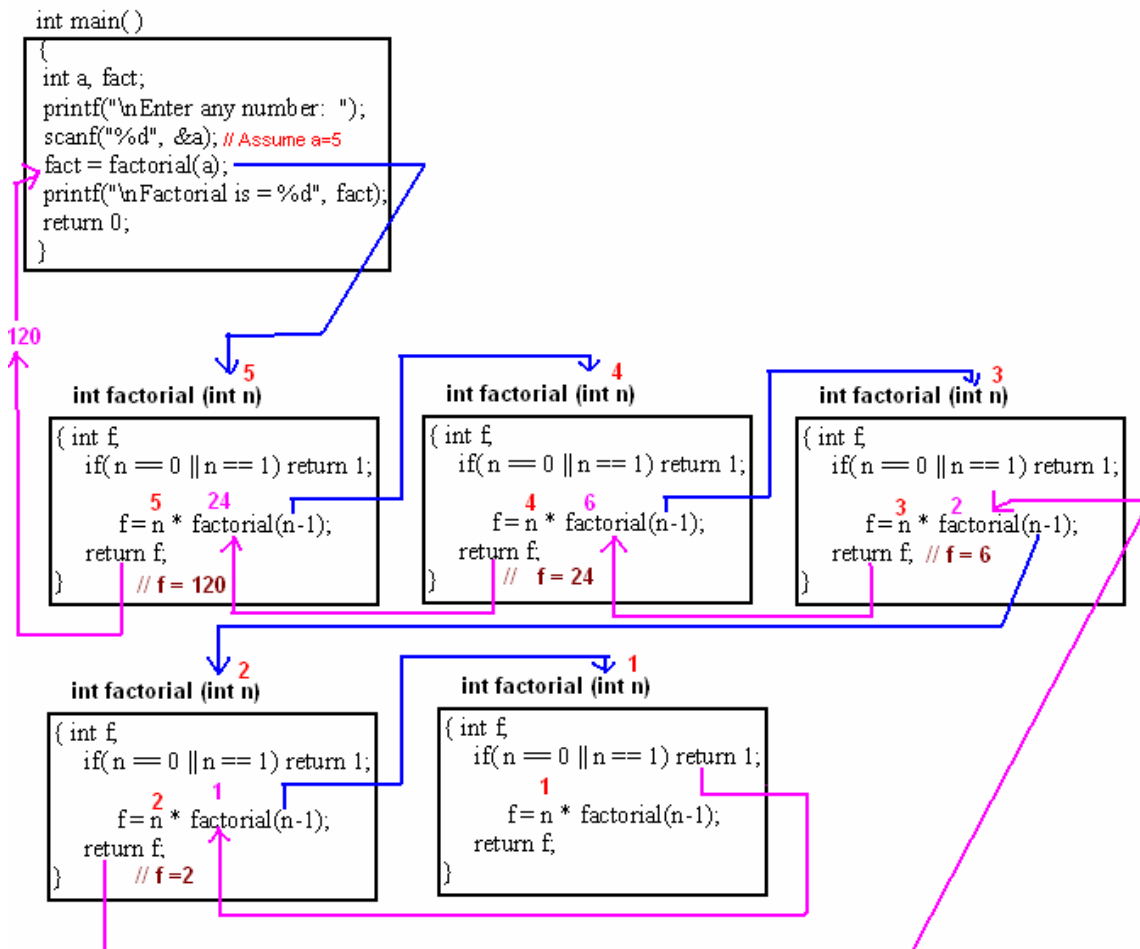 int main( )
{
int a, fact;
printf("\nEnter any number:  ");
scanf("%d", &a); // Assume a=5
fact = factorial(a);
printf("\nFactorial is = %d", fact);
return 0;
}
120
5
int factorial (int n)
{ int f;
if(n == 0 || n == 1) return 1;
5 24
f= n * factorial(n-1);
return f;
} // f = 120
4
int factorial (int n)
{ int f;
if(n == 0 || n == 1) return 1;
4 6
f= n * factorial(n-1);
return f;
} // f = 24
3
int factorial (int n)
{ int f;
if(n == 0 || n == 1) return 1;
3 2
f= n * factorial(n-1);
return f; // f = 6
}
2
int factorial (int n)
{ int f;
if(n == 0 || n == 1) return 1;
2 1
f= n * factorial(n-1);
return f;
} // f =2
1
int factorial (int n)
{ int f;
if(n == 0 || n == 1) return 1;
1
f= n * factorial(n-1);
return f;
}